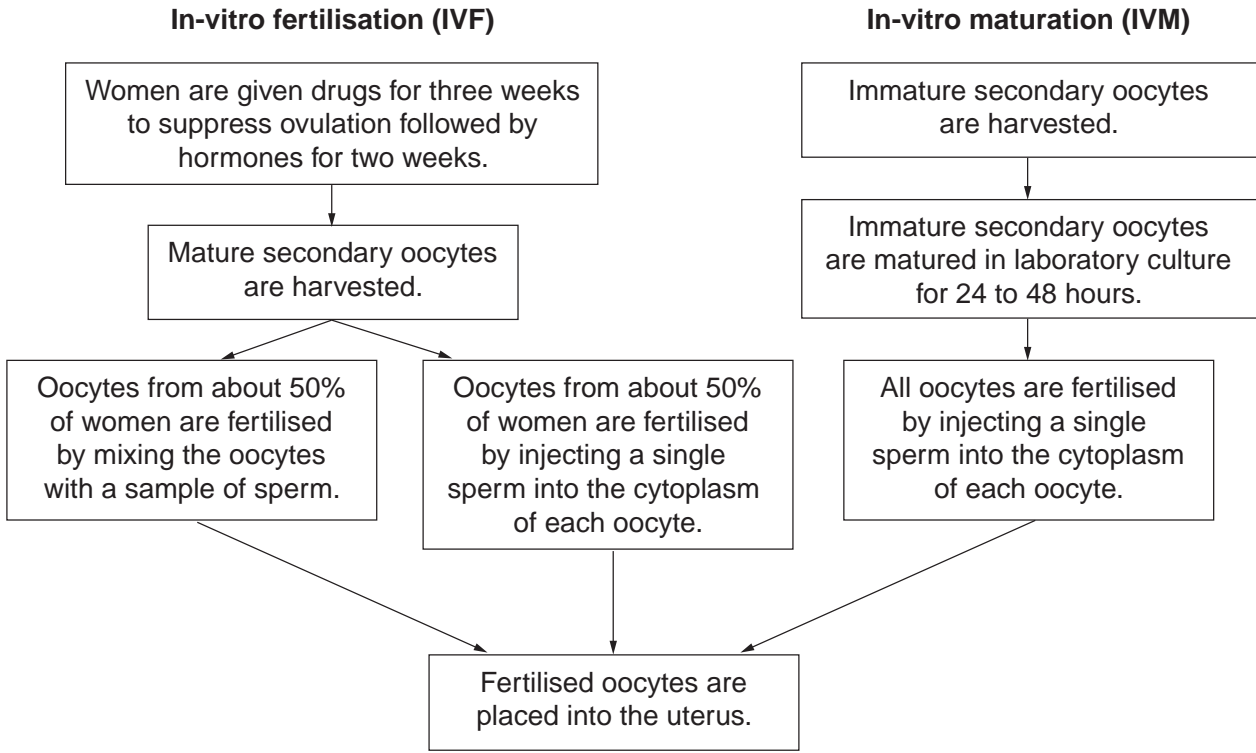 In-vitro fertilisation (IVF)
Women are given drugs for three weeks
to suppress ovulation followed by
hormones for two weeks.
Mature secondary oocytes
are harvested.
Oocytes from about 50%
of women are fertilised
by mixing the oocytes
with a sample of sperm.
Oocytes from about 50%
of women are fertilised
by injecting a single
sperm into the cytoplasm
of each oocyte.
In-vitro maturation (IVM)
Immature secondary oocytes
are harvested.
Immature secondary oocytes
are matured in laboratory culture
for 24 to 48 hours.
All oocytes are fertilised
by injecting a single
sperm into the cytoplasm
of each oocyte.
Fertilised oocytes are
placed into the uterus.